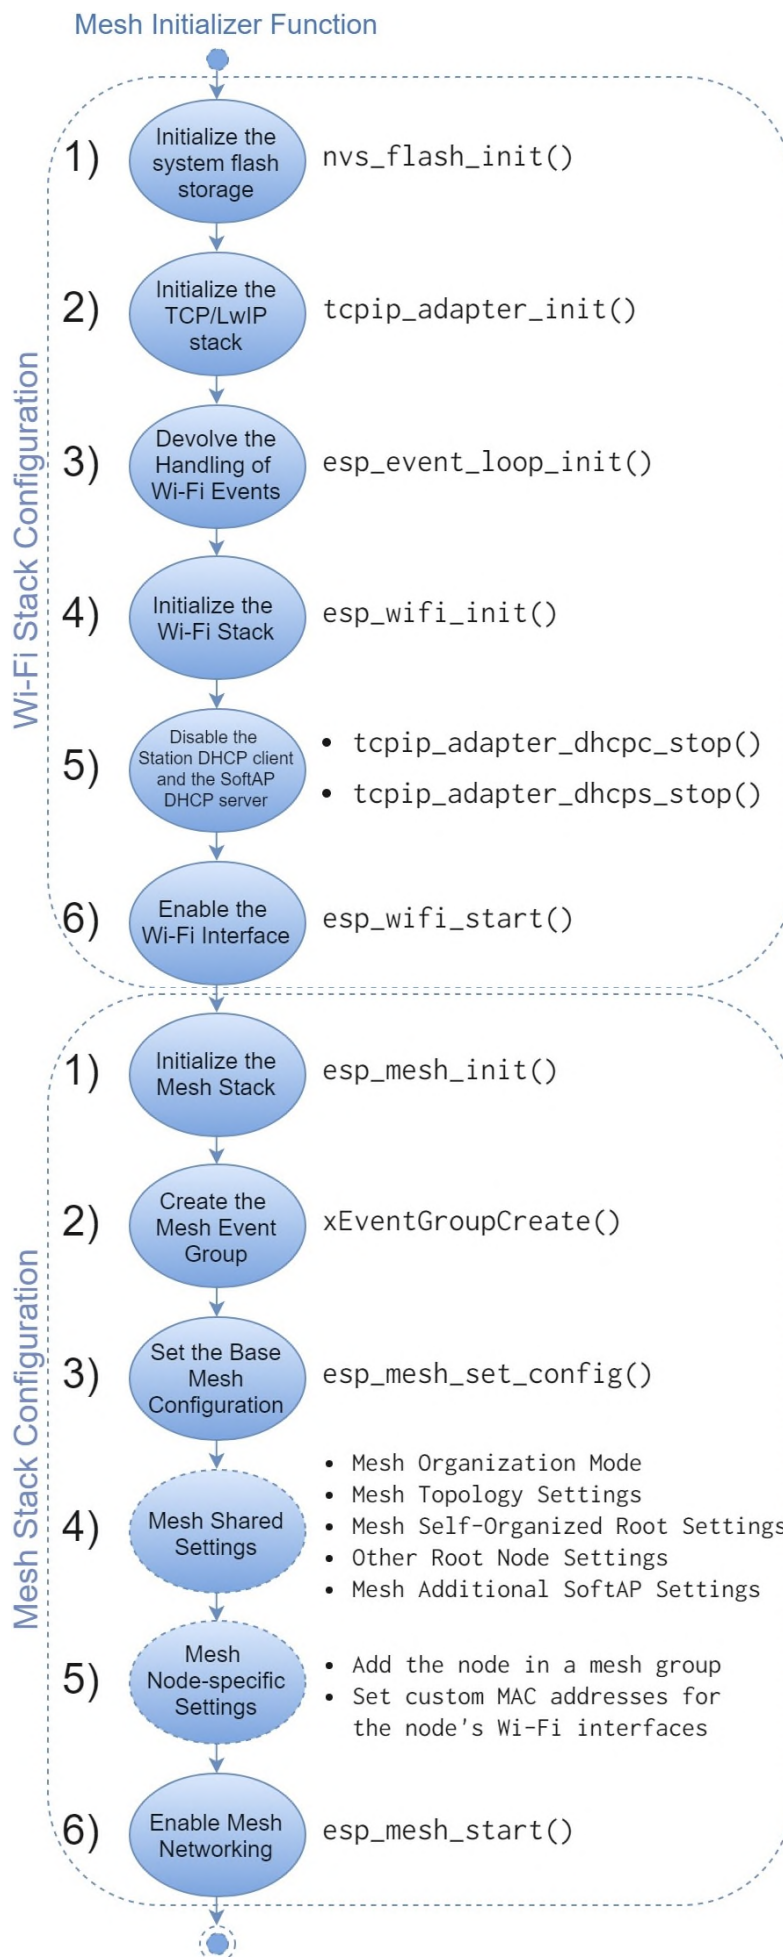 Mesh Initializer Function
Wi-Fi Stack Configuration
1)
Initialize the
system flash
storage
nvs_flash_init()
2)
Initialize the
TCP/LwIP
stack
tcpip_adapter_init()
3)
Devolve the
Handling of
Wi-Fi Events
esp_event_loop_init()
4)
Initialize the
Wi-Fi Stack
esp_wifi_init()
5)
Disable the
Station DHCP client
and the SoftAP
DHCP server
• tcpip_adapter_dhcpc_stop()
• tcpip_adapter_dhcps_stop()
6)
Enable the
Wi-Fi Interface
esp_wifi_start()
Mesh Stack Configuration
1)
Initialize the
Mesh Stack
esp_mesh_init()
2)
Create the
Mesh Event
Group
xEventGroupCreate()
3)
Set the Base
Mesh
Configuration
esp_mesh_set_config()
4)
Mesh Shared
Settings
• Mesh Organization Mode
• Mesh Topology Settings
• Mesh Self-Organized Root Settings
• Other Root Node Settings
• Mesh Additional SoftAP Settings
5)
Mesh
Node-specific
Settings
• Add the node in a mesh group
• Set custom MAC addresses for
the node's Wi-Fi interfaces
6)
Enable Mesh
Networking
esp_mesh_start()